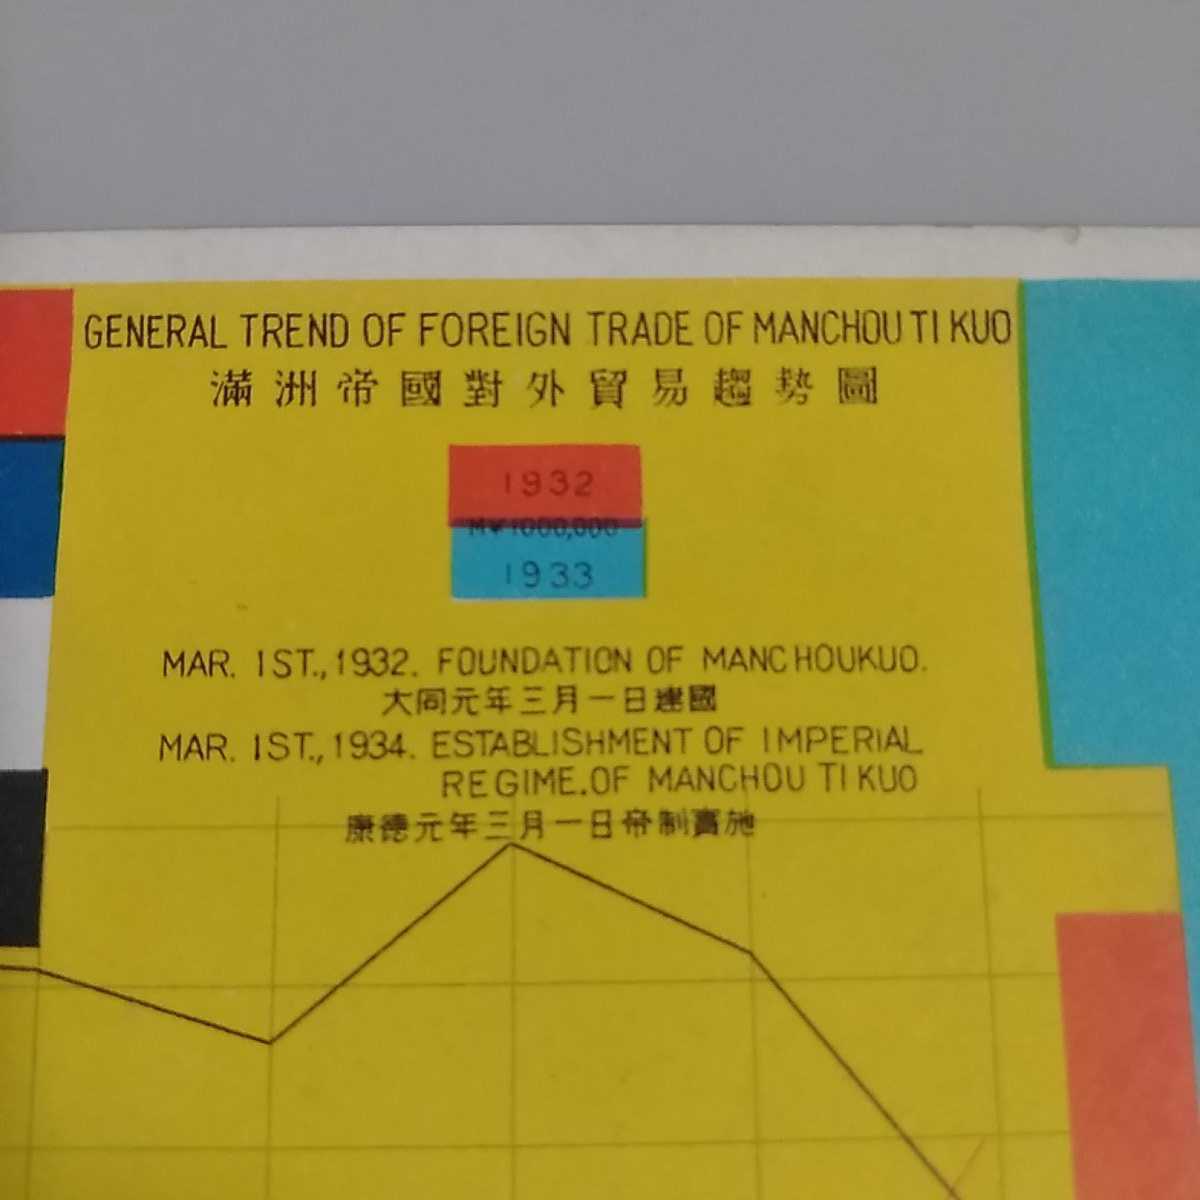 GENERAL TREND OF FOREIGN TRADE OF MANCHOU TI KUO
滿洲帝國對外貿易趨勢圖
1932
M¥1000,000
1933
MAR. 1ST., 1932. FOUNDATION OF MANCHOUKUO.
大同元年三月一日建國
MAR. 1ST., 1934. ESTABLISHMENT OF IMPERIAL
REGIME. OF MANCHOU TI KUO
康德元年三月一日帝制實施